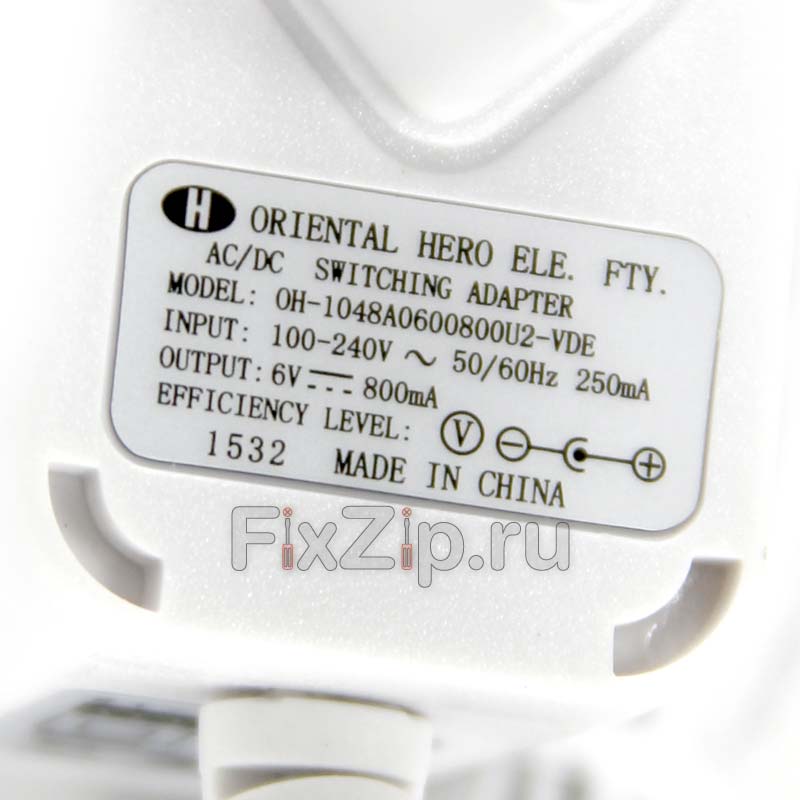 H ORIENTAL HERO ELE. FTY.
AC/DC SWITCHING ADAPTER
MODEL: OH-1048A0600800U2-VDE
INPUT: 100-240V ~ 50/60Hz 250mA
OUTPUT: 6V ⎓ 800mA
EFFICIENCY LEVEL: V
1532 MADE IN CHINA
FixZip.ru